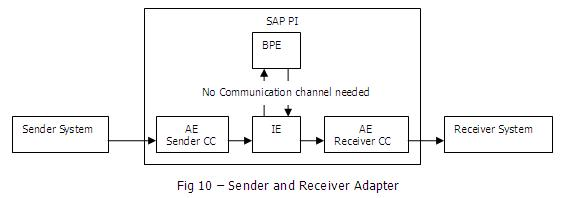 SAP PI
BPE
No Communication channel needed
Sender System
AE
Sender CC
IE
AE
Receiver CC
Receiver System
Fig 10 – Sender and Receiver Adapter